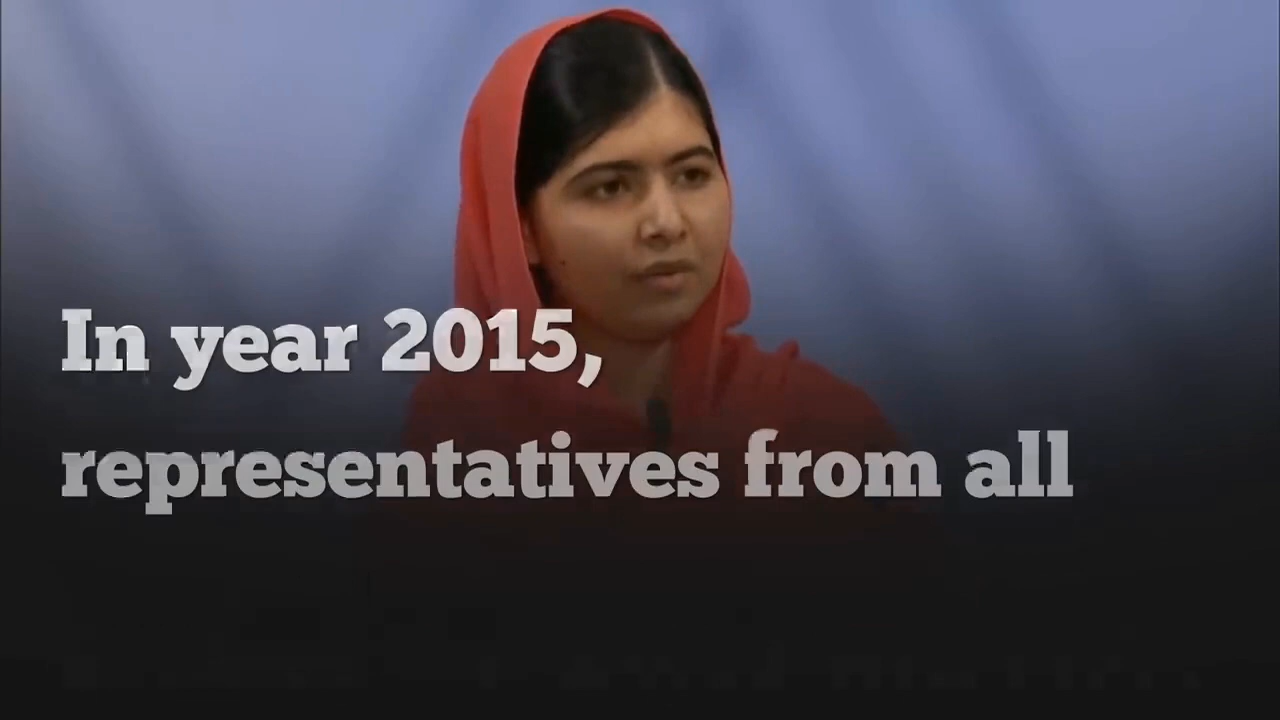 In year 2015,
representatives from all